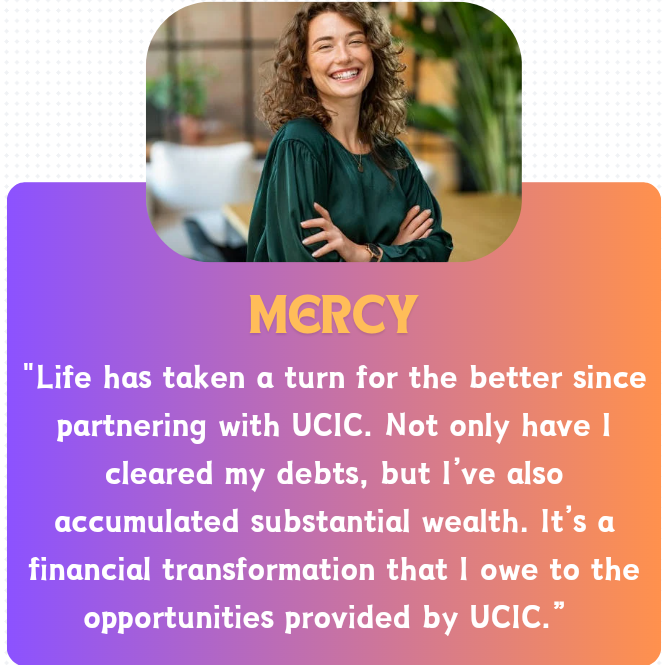 MERCY
"Life has taken a turn for the better since
partnering with UCIC. Not only have I
cleared my debts, but I’ve also
accumulated substantial wealth. It’s a
financial transformation that I owe to the
opportunities provided by UCIC.”